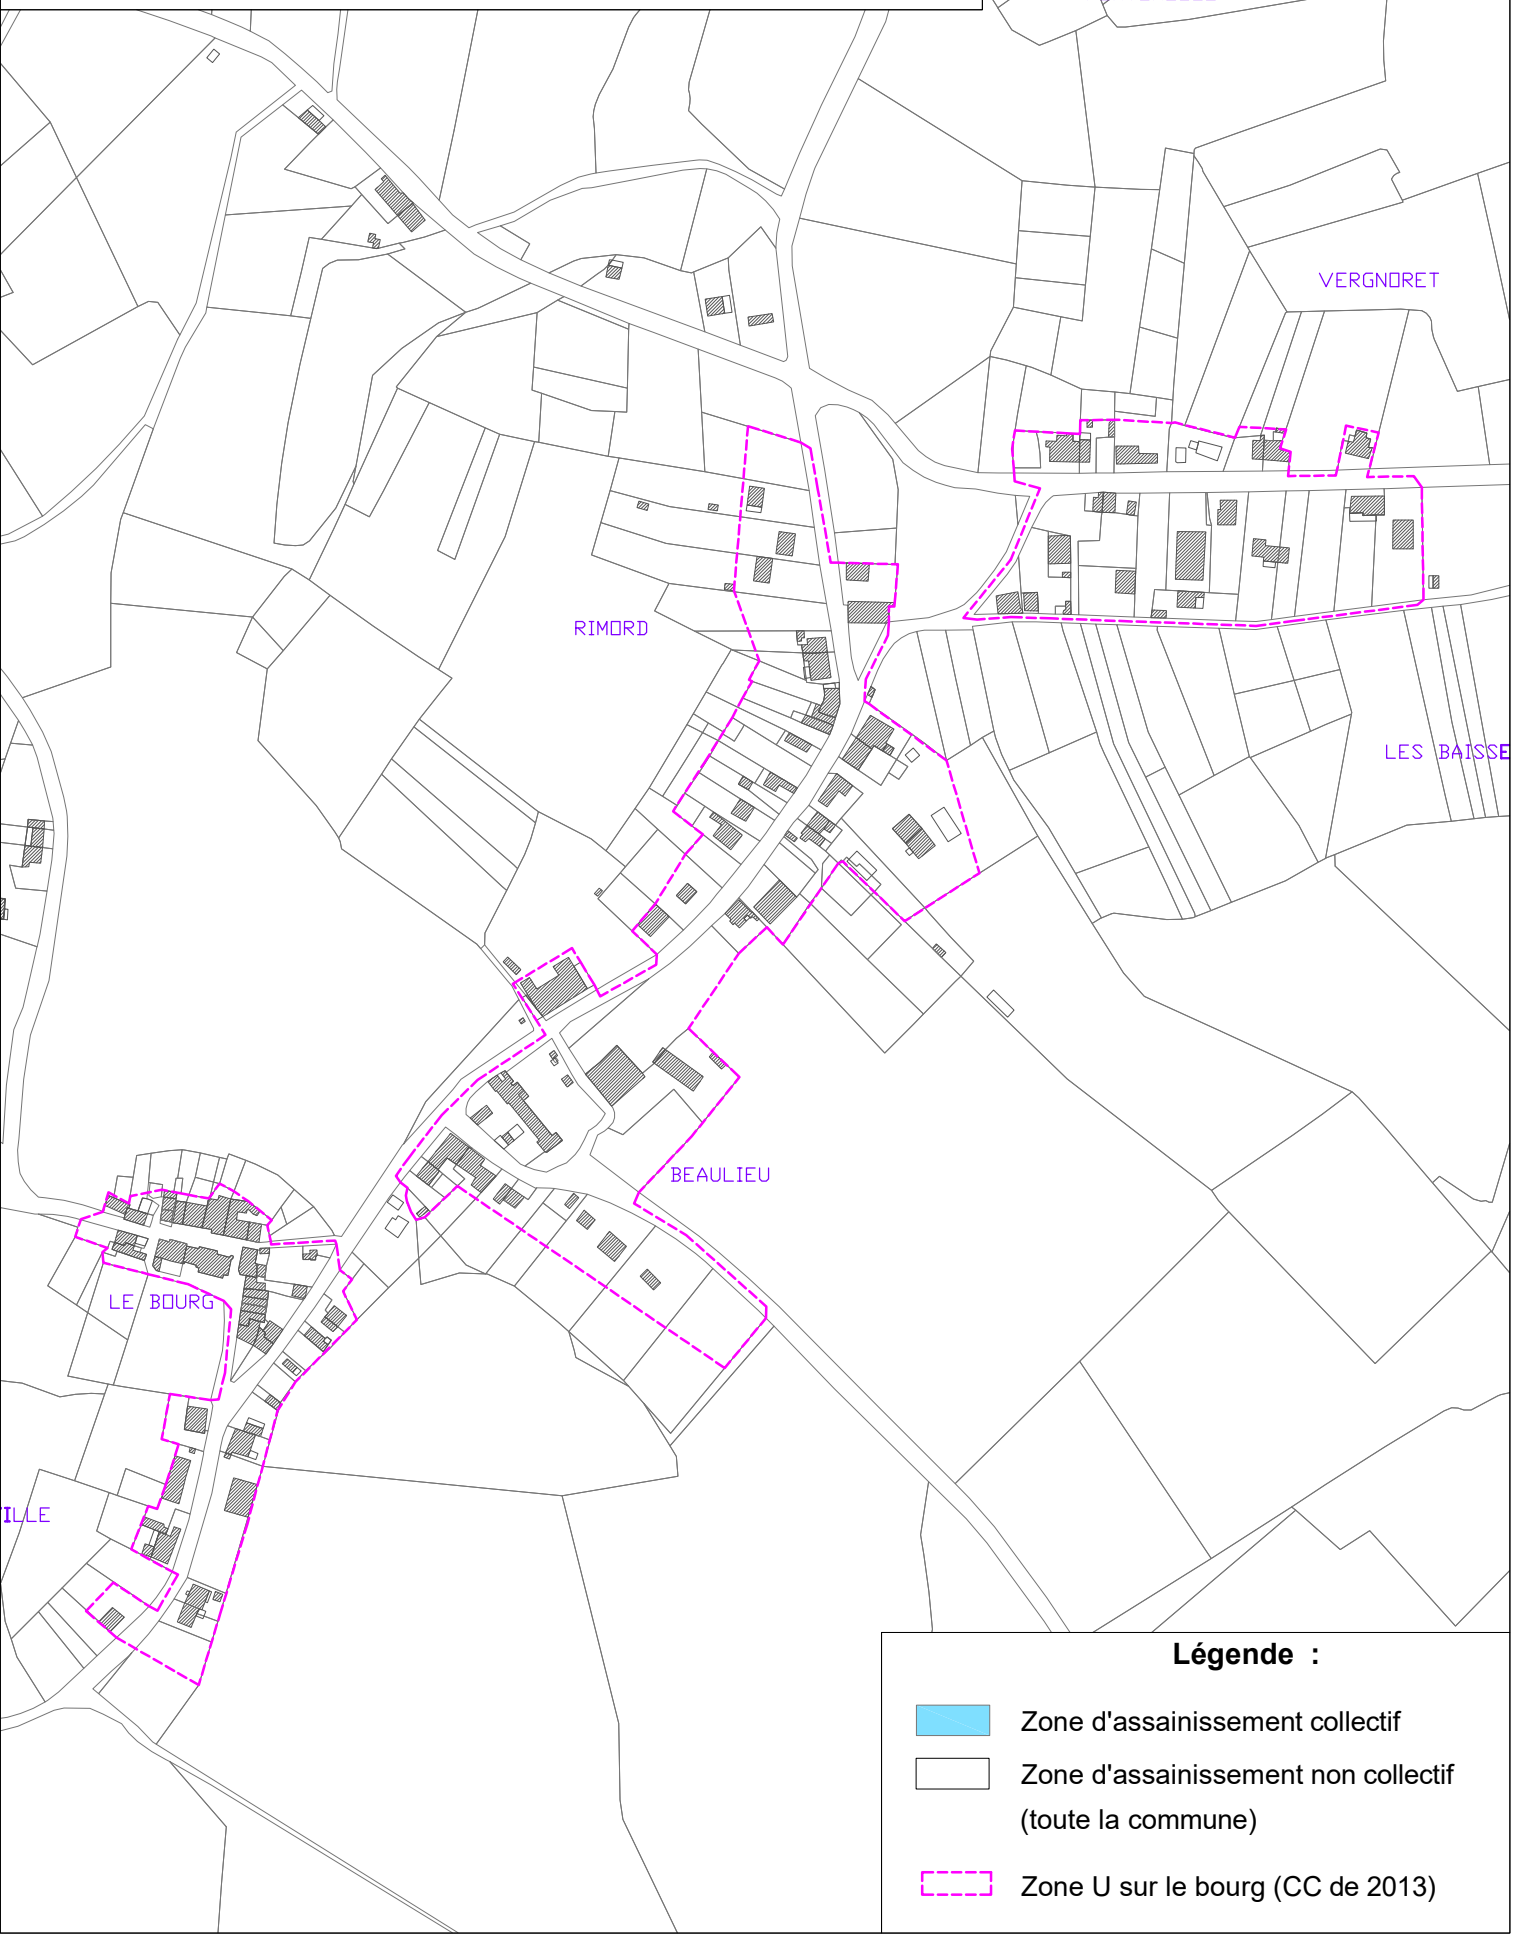 VERGNORET
RIMORD
LES BAISSE
BEAULIEU
LE BOURG
ILLE
Légende :
Zone d'assainissement collectif
Zone d'assainissement non collectif
(toute la commune)
Zone U sur le bourg (CC de 2013)